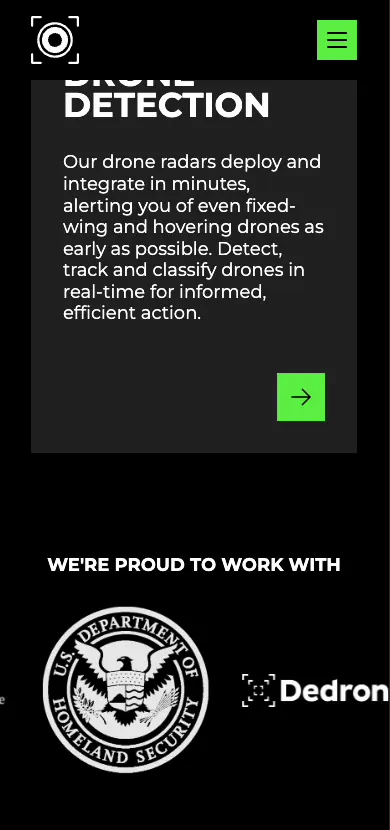 DRONE
DETECTION
Our drone radars deploy and
integrate in minutes,
alerting you of even fixed-
wing and hovering drones as
early as possible. Detect,
track and classify drones in
real-time for informed,
efficient action.
WE'RE PROUD TO WORK WITH
U.S. DEPARTMENT OF
HOMELAND SECURITY
Dedron